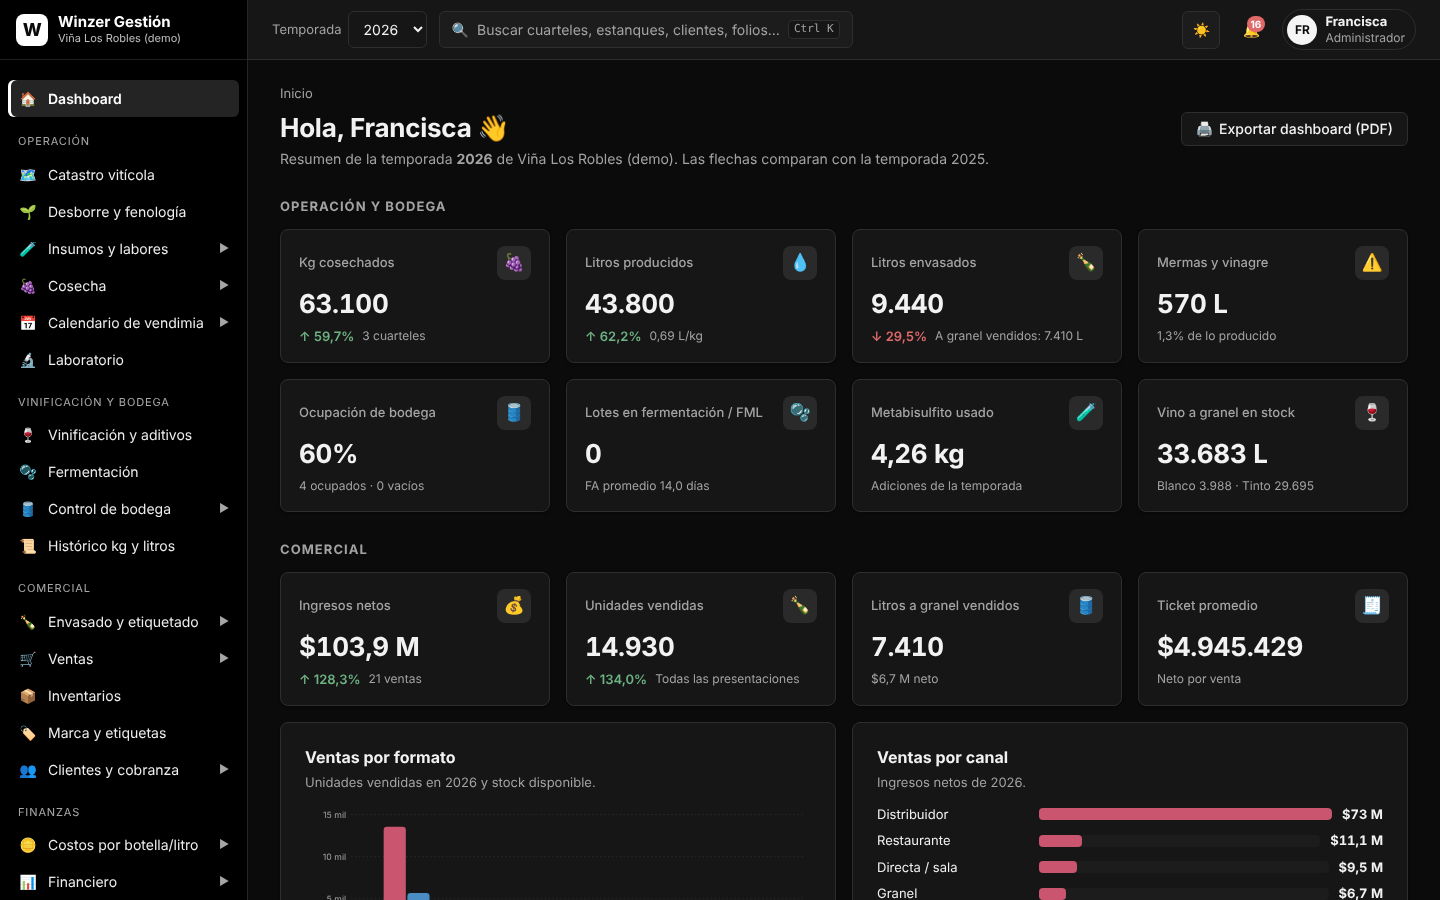 W
Winzer Gestión
Viña Los Robles (demo)
Temporada
2026
Buscar cuarteles, estanques, clientes, folios...
Ctrl K
16
FR
Francisca
Administrador
Dashboard
OPERACIÓN
Catastro vitícola
Desborre y fenología
Insumos y labores
Cosecha
Calendario de vendimia
Laboratorio
VINIFICACIÓN Y BODEGA
Vinificación y aditivos
Fermentación
Control de bodega
Histórico kg y litros
COMERCIAL
Envasado y etiquetado
Ventas
Inventarios
Marca y etiquetas
Clientes y cobranza
FINANZAS
Costos por botella/litro
Financiero
Inicio
Hola, Francisca 👋
Resumen de la temporada 2026 de Viña Los Robles (demo). Las flechas comparan con la temporada 2025.
Exportar dashboard (PDF)
OPERACIÓN Y BODEGA
Kg cosechados
63.100
↑ 59,7% 3 cuarteles
Litros producidos
43.800
↑ 62,2% 0,69 L/kg
Litros envasados
9.440
↓ 29,5% A granel vendidos: 7.410 L
Mermas y vinagre
570 L
1,3% de lo producido
Ocupación de bodega
60%
4 ocupados · 0 vacíos
Lotes en fermentación / FML
0
FA promedio 14,0 días
Metabisulfito usado
4,26 kg
Adiciones de la temporada
Vino a granel en stock
33.683 L
Blanco 3.988 · Tinto 29.695
COMERCIAL
Ingresos netos
$103,9 M
↑ 128,3% 21 ventas
Unidades vendidas
14.930
↑ 134,0% Todas las presentaciones
Litros a granel vendidos
7.410
$6,7 M neto
Ticket promedio
$4.945.429
Neto por venta
Ventas por formato
Unidades vendidas en 2026 y stock disponible.
15 mil
10 mil
5 mil
Ventas por canal
Ingresos netos de 2026.
Distribuidor $73 M
Restaurante $11,1 M
Directa / sala $9,5 M
Granel $6,7 M